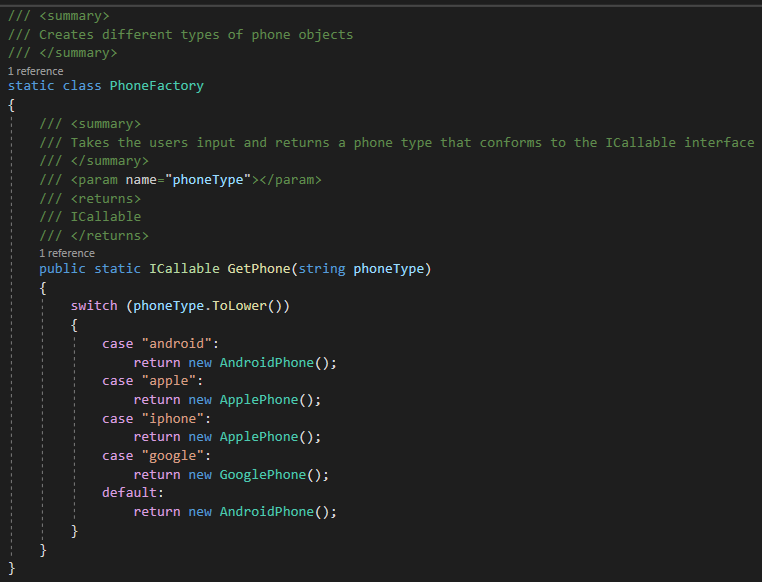 /// <summary>
/// Creates different types of phone objects
/// </summary>
1 reference
static class PhoneFactory
{
/// <summary>
/// Takes the users input and returns a phone type that conforms to the ICallable interface
/// </summary>
/// <param name="phoneType"></param>
/// <returns>
/// ICallable
/// </returns>
1 reference
public static ICallable GetPhone(string phoneType)
{
switch (phoneType.ToLower())
{
case "android":
return new AndroidPhone();
case "apple":
return new ApplePhone();
case "iphone":
return new ApplePhone();
case "google":
return new GooglePhone();
default:
return new AndroidPhone();
}
}
}